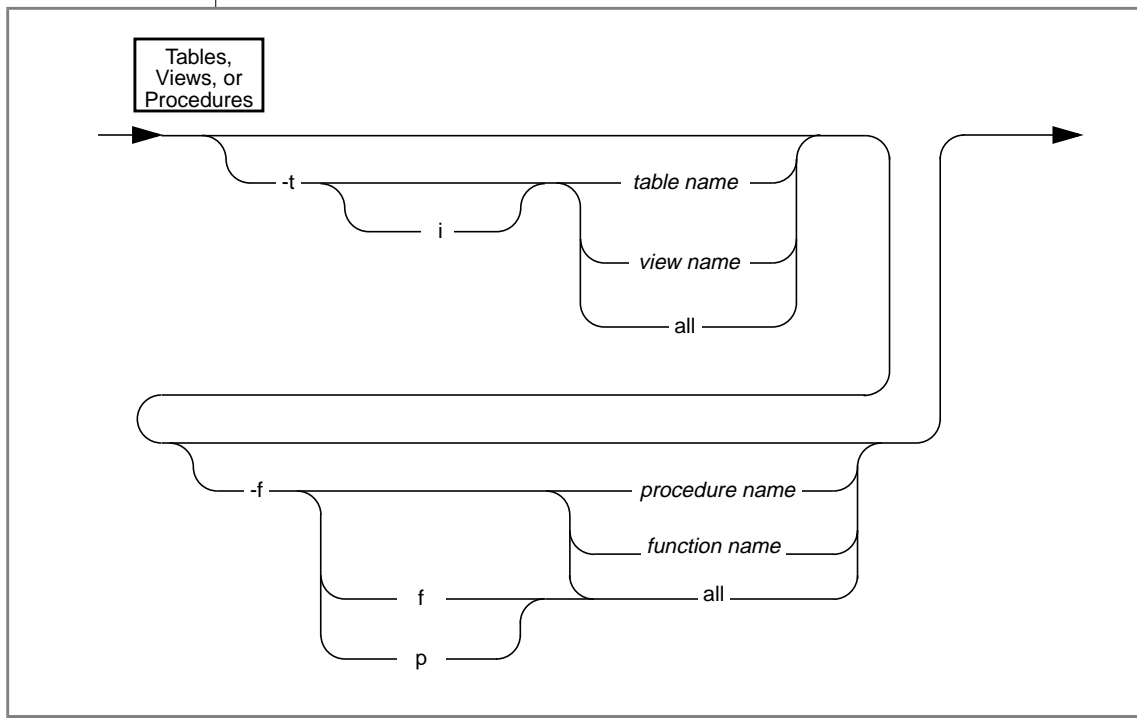 Tables,
Views, or
Procedures
-t
table name
i
view name
all
-f
procedure name
function name
f
all
p